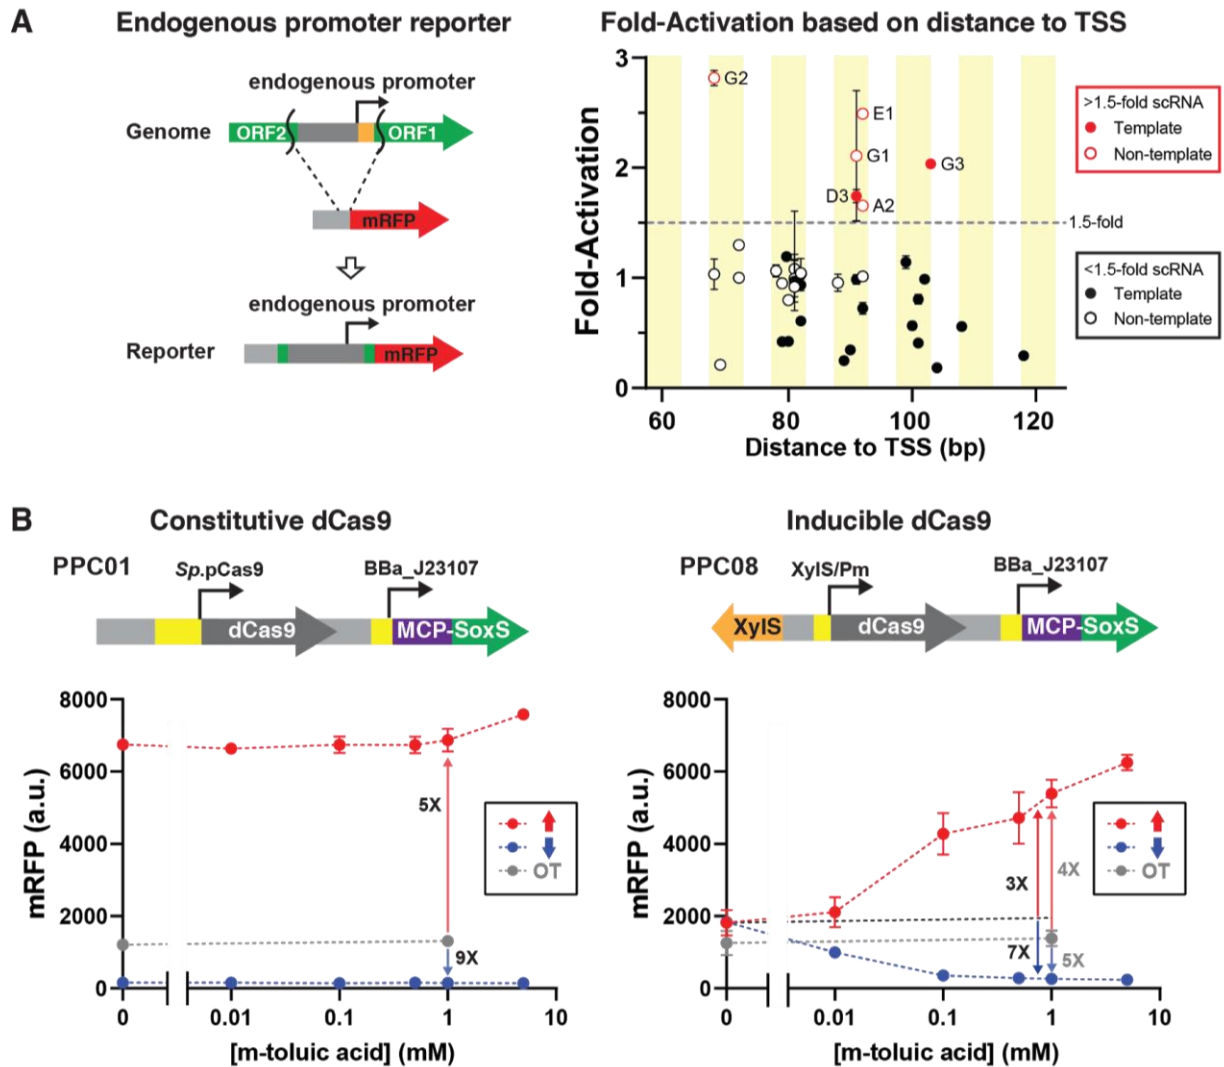 A
Endogenous promoter reporter
endogenous promoter
Genome
ORF2
ORF1
mRFP
endogenous promoter
Reporter
mRFP
Fold-Activation based on distance to TSS
Fold-Activation
3
2
1
0
G2
E1
G1
G3
D3
A2
1.5-fold
60
80
100
120
Distance to TSS (bp)
>1.5-fold scRNA
Template
Non-template
<1.5-fold scRNA
Template
Non-template
B
Constitutive dCas9
PPC01
Sp.pCas9
BBa_J23107
dCas9
MCP-SoxS
mRFP (a.u.)
8000
6000
4000
2000
0
5X
9X
OT
0
0.01
0.1
1
10
[m-toluic acid] (mM)
Inducible dCas9
PPC08
XylS/Pm
BBa_J23107
XylS
dCas9
MCP-SoxS
mRFP (a.u.)
8000
6000
4000
2000
0
3X
4X
7X
5X
OT
0
0.01
0.1
1
10
[m-toluic acid] (mM)